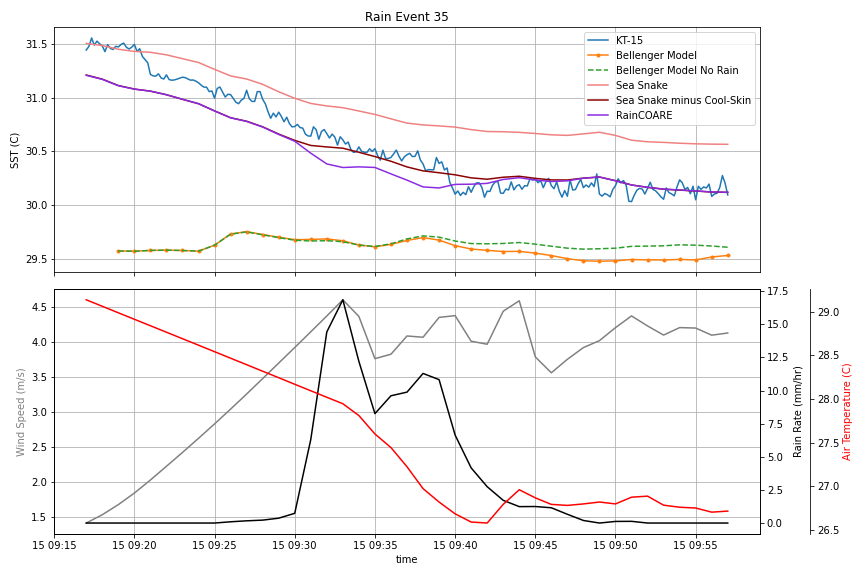 Rain Event 35
SST (C)
31.5
31.0
30.5
30.0
29.5
KT-15
Bellenger Model
Bellenger Model No Rain
Sea Snake
Sea Snake minus Cool-Skin
RainCOARE
Wind Speed (m/s)
4.5
4.0
3.5
3.0
2.5
2.0
1.5
17.5
15.0
12.5
10.0
7.5
5.0
2.5
0.0
Rain Rate (mm/hr)
29.0
28.5
28.0
27.5
27.0
26.5
Air Temperature (C)
15 09:15 15 09:20 15 09:25 15 09:30 15 09:35 15 09:40 15 09:45 15 09:50 15 09:55
time